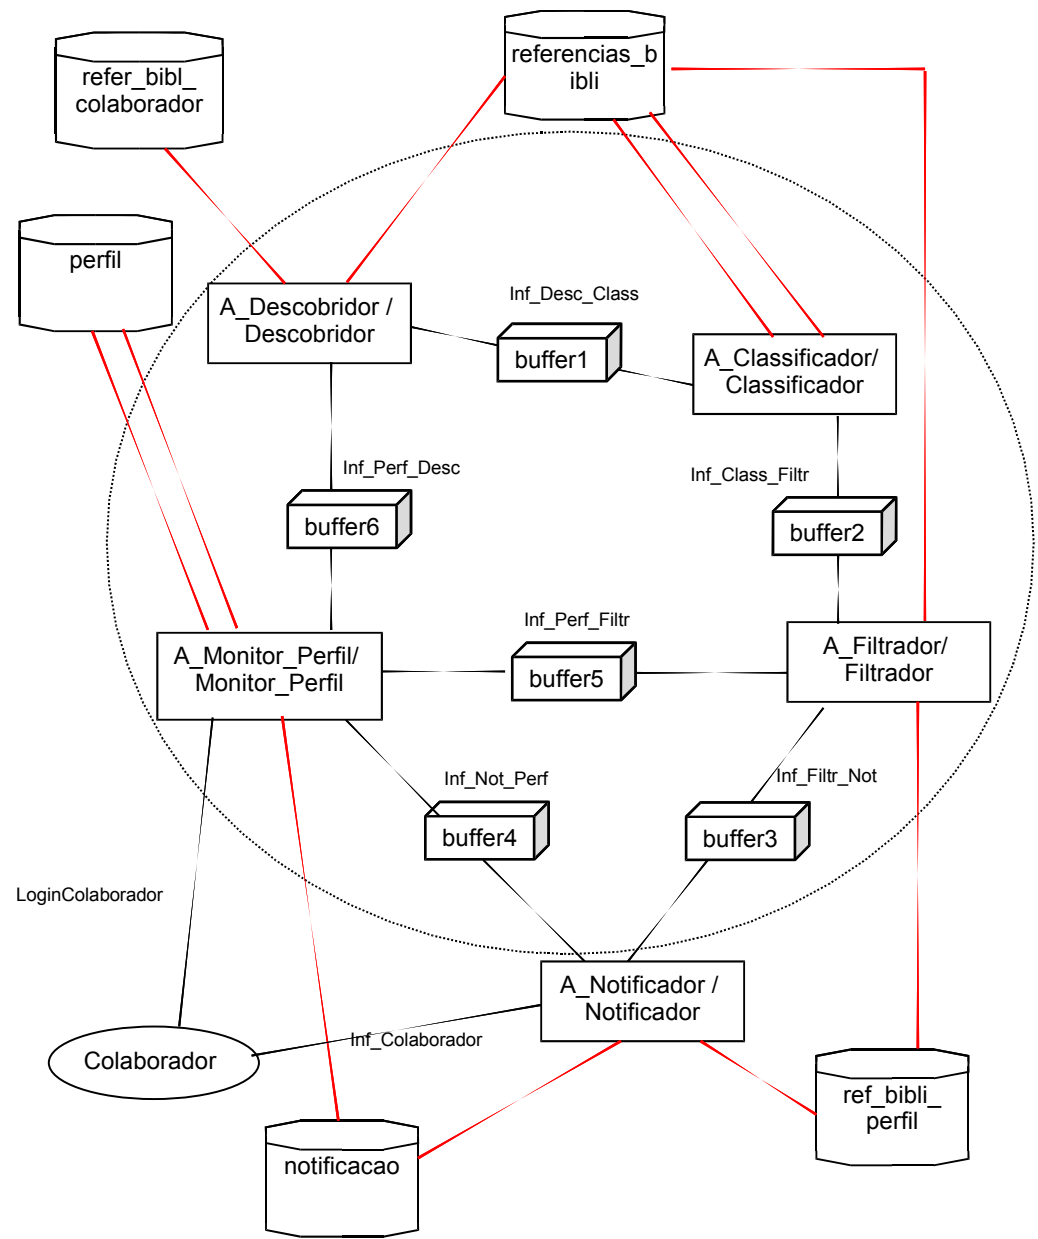 referencias_b
ibli
refer_bibl_
colaborador
perfil
A_Descobridor /
Descobridor
Inf_Desc_Class
buffer1
A_Classificador/
Classificador
Inf_Perf_Desc
buffer6
Inf_Class_Filtr
buffer2
A_Monitor_Perfil/
Monitor_Perfil
Inf_Perf_Filtr
buffer5
A_Filtrador/
Filtrador
Inf_Not_Perf
buffer4
Inf_Filtr_Not
buffer3
LoginColaborador
A_Notificador /
Notificador
Inf_Colaborador
Colaborador
ref_bibli_
perfil
notificacao